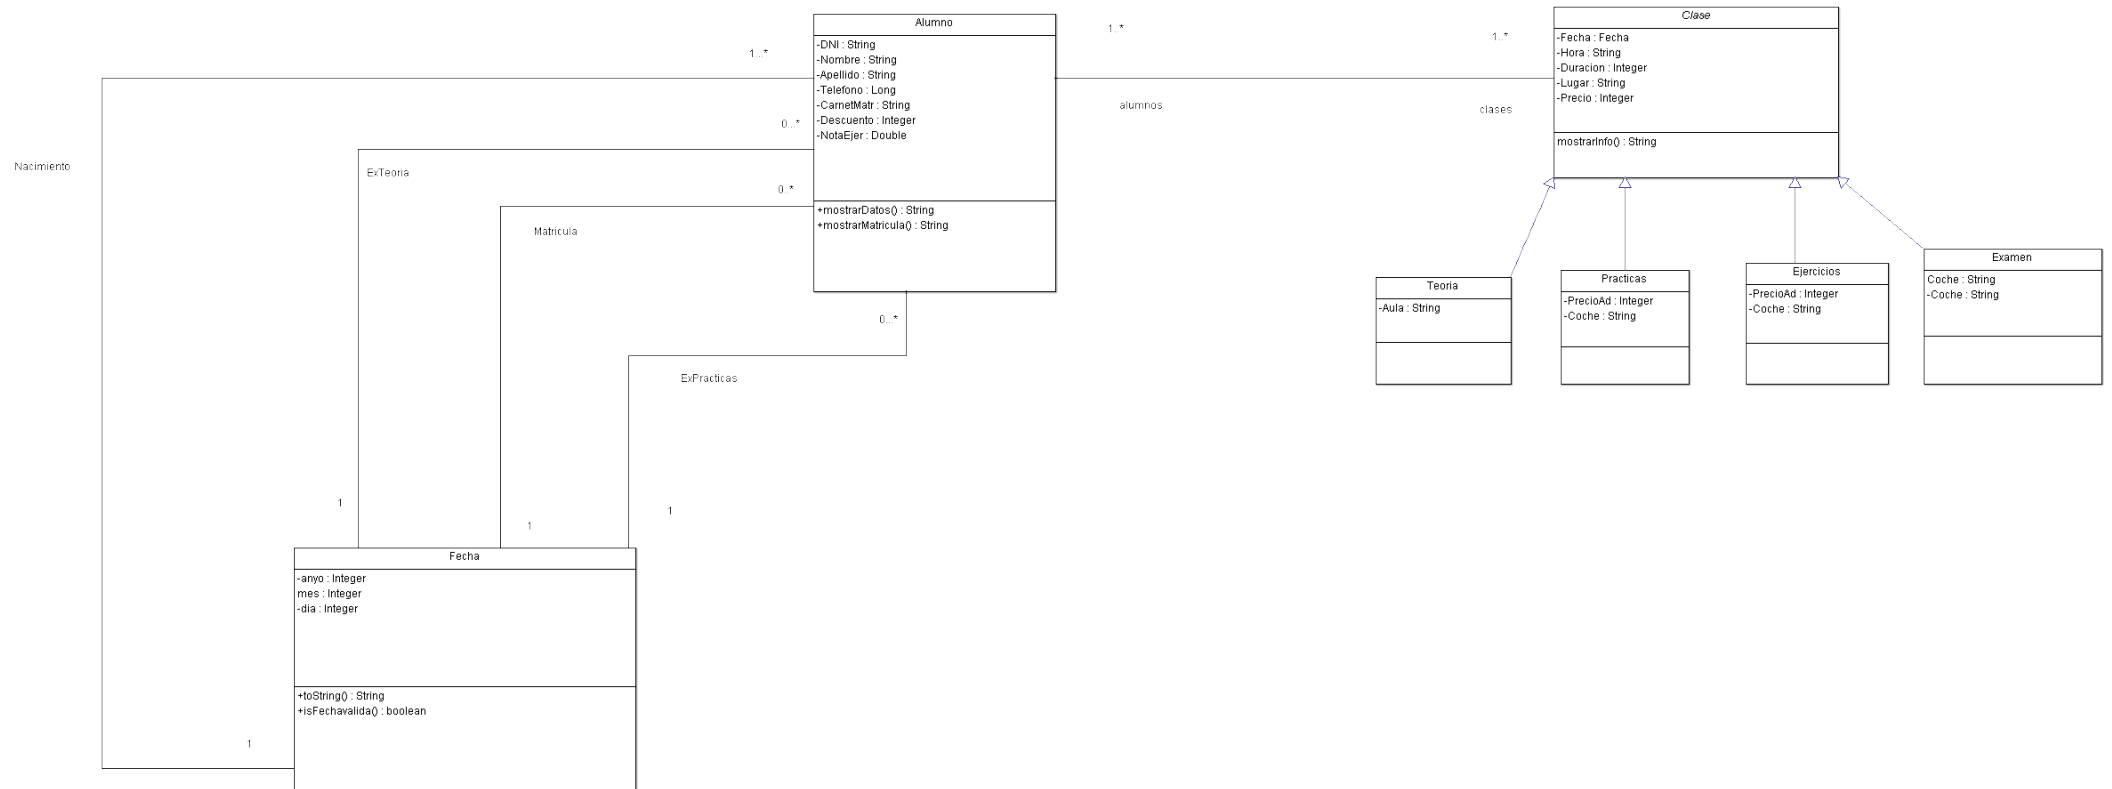 Alumno
-DNI : String
-Nombre : String
-Apellido : String
-Telefono : Long
-CarnetMatr : String
-Descuento : Integer
-NotaEjer : Double
+mostrarDatos() : String
+mostrarMatricula() : String
Clase
-Fecha : Fecha
-Hora : String
-Duracion : Integer
-Lugar : String
-Precio : Integer
mostrarInfo() : String
1...*
1..*
1..*
alumnos
clases
0...*
Nacimiento
ExTeoria
0..*
Matricula
0...*
ExPracticas
Teoria
-Aula : String
Practicas
-PrecioAd : Integer
-Coche : String
Ejercicios
-PrecioAd : Integer
-Coche : String
Examen
Coche : String
-Coche : String
1
1
1
Fecha
-anyo : Integer
mes : Integer
-dia : Integer
+toString() : String
+isFechavalida() : boolean
1